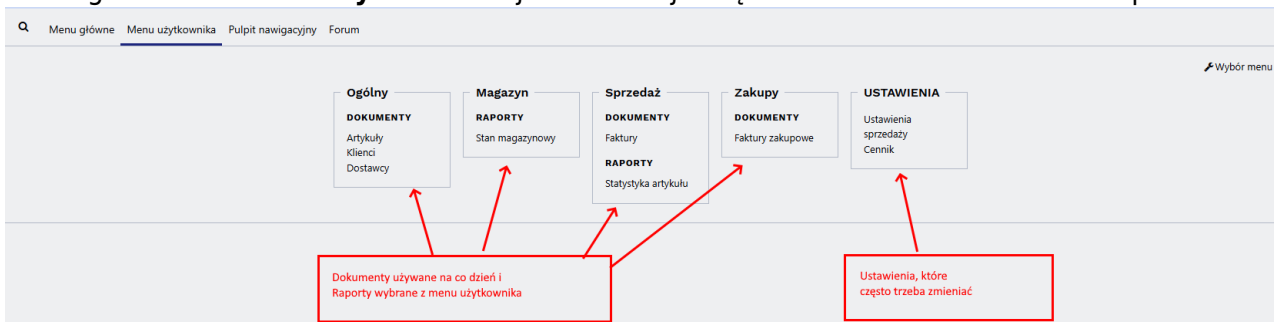 Menu główne Menu użytkownika Pulpit nawigacyjny Forum
Wybór menu
Ogólny
DOKUMENTY
Artykuły
Klienci
Dostawcy
Magazyn
RAPORTY
Stan magazynowy
Sprzedaż
DOKUMENTY
Faktury
RAPORTY
Statystyka artykułu
Zakupy
DOKUMENTY
Faktury zakupowe
USTAWIENIA
Ustawienia
sprzedaży
Cennik
Dokumenty używane na co dzień i
Raporty wybrane z menu użytkownika
Ustawienia, które
często trzeba zmieniać